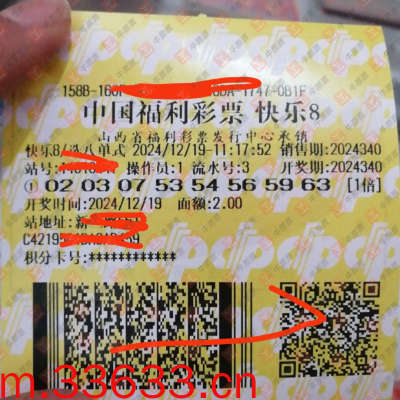 中国福利彩票 快乐8
山西省福利彩票发行中心承销
快乐8/选八单式 2024/12/19-11:17:52 销售期:2024340
站号: 操作员:1 流水号:3 开奖期:2024340
① 02 03 07 53 54 56 59 63 [1倍]
开奖时间:2024/12/19 面额:2.00
站地址:新
积分卡号:************
m.33633.cn